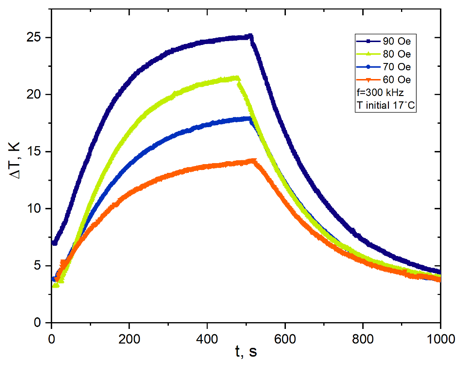 25
20
15
10
5
0
ΔT, K
90 Oe
80 Oe
70 Oe
60 Oe
f=300 kHz
T initial 17˚C
0 200 400 600 800 1000
t, s